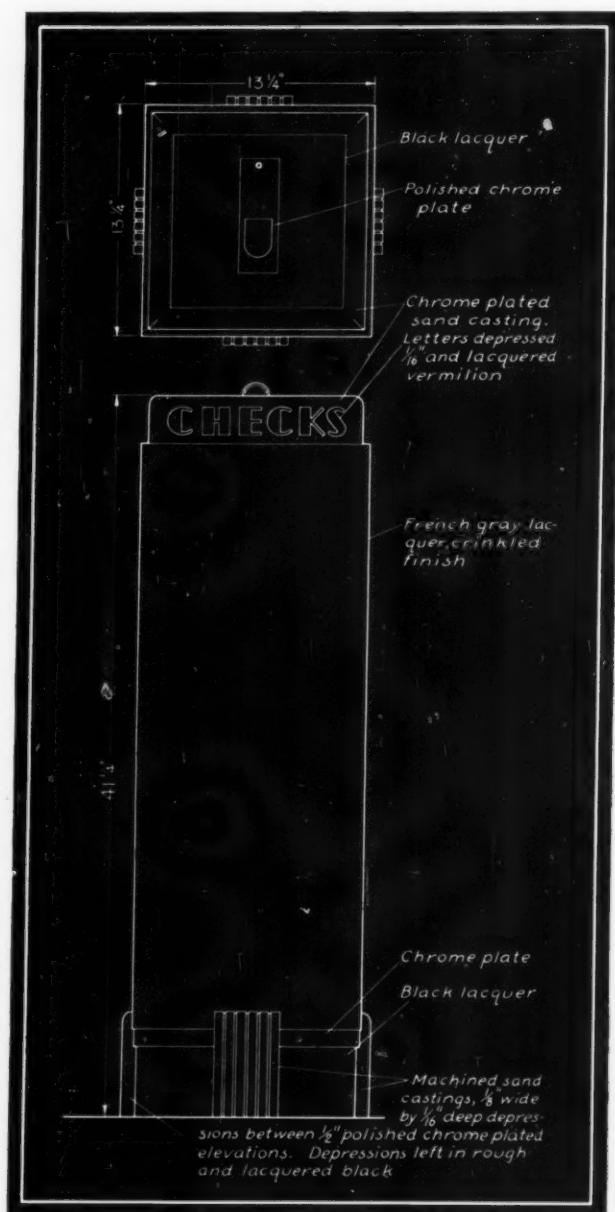 13 1/4"
Black lacquer
13 1/4"
Polished chrome
plate
Chrome plated
sand casting.
Letters depressed
1/16" and lacquered
vermilion
CHECKS
French gray lac-
quer, crinkled
finish
41 1/4"
Chrome plate
Black lacquer
Machined sand
castings, 1/8" wide
by 1/16" deep depres-
sions between 1/2" polished chrome plated
elevations. Depressions left in rough
and lacquered black